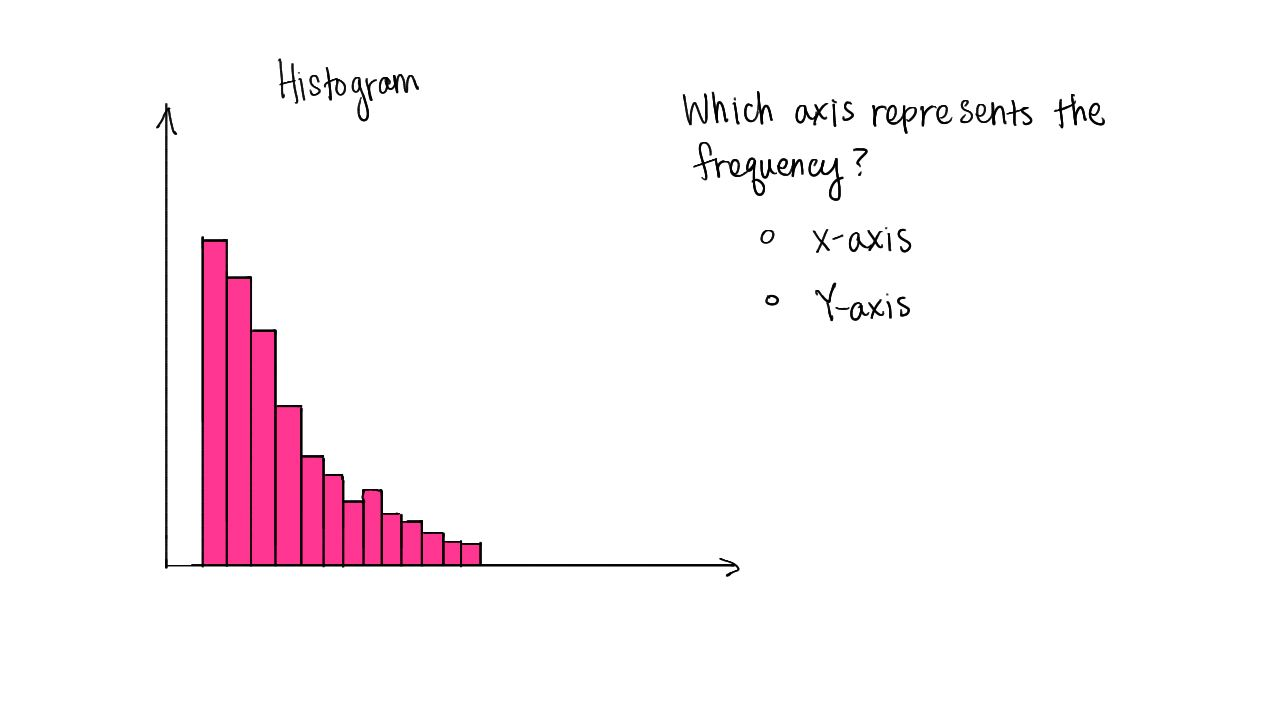 Histogram
Which axis represents the
frequency?
○ X-axis
○ Y-axis